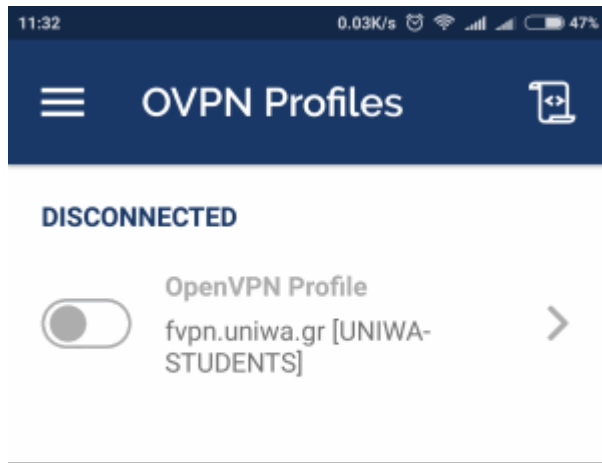 11:32 0.03K/s 47%
OVPN Profiles
DISCONNECTED
OpenVPN Profile
fvpn.uniwa.gr [UNIWA-
STUDENTS]